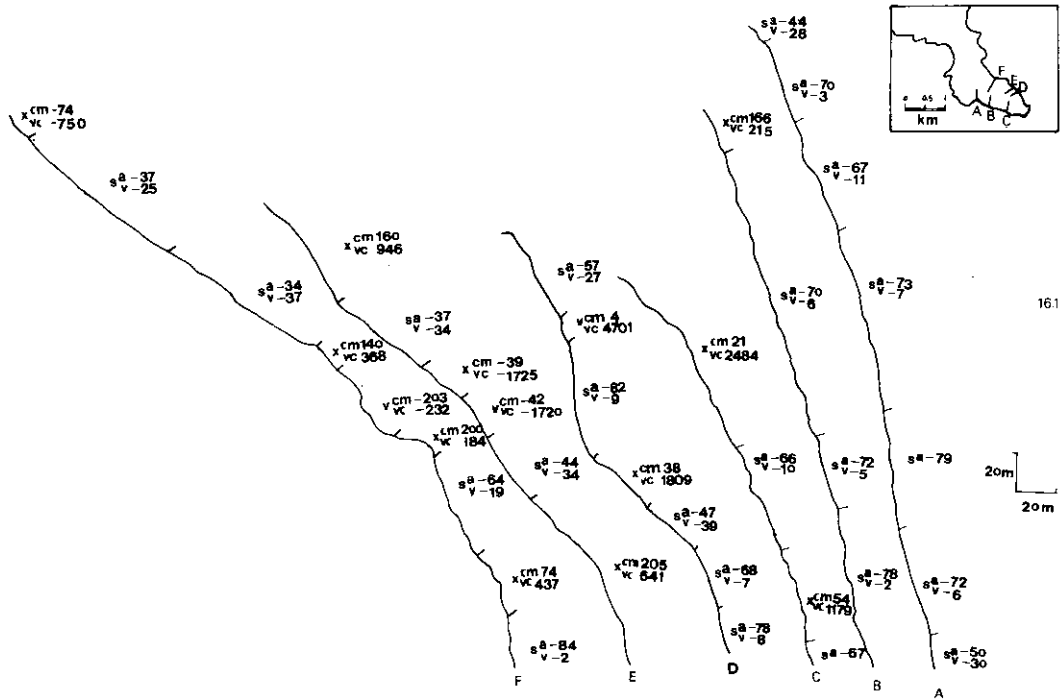 s a -44
v -28
s a -70
v -3
s a -67
v -11
s a -73
v -7
s a -79
s a -72
v -6
s a -50
v -30
A
x cm 166
vc 215
s a -70
v -6
s a -72
v -5
s a -78
v -2
B
x cm 21
vc 2484
s a -66
v -10
x cm 54
vc 1179
s a -67
C
s a -57
v -27
v cm 4
vc 4701
s a -82
v -9
x cm 38
vc 1809
s a -47
v -39
s a -68
v -7
s a -78
v -8
D
x cm 160
vc 946
s a -37
v -34
x cm -39
vc -1725
v cm -42
vc -1720
s a -44
v -34
x cm 205
vc 641
E
x cm -74
vc -750
s a -37
v -25
s a -34
v -37
x cm 140
vc 368
v cm -203
vc -232
x cm 200
vc 184
s a -64
v -19
x cm 74
vc 437
s a -84
v -2
F
F
E
D
A
B
C
0 0.5
km
16.1
20m
20m